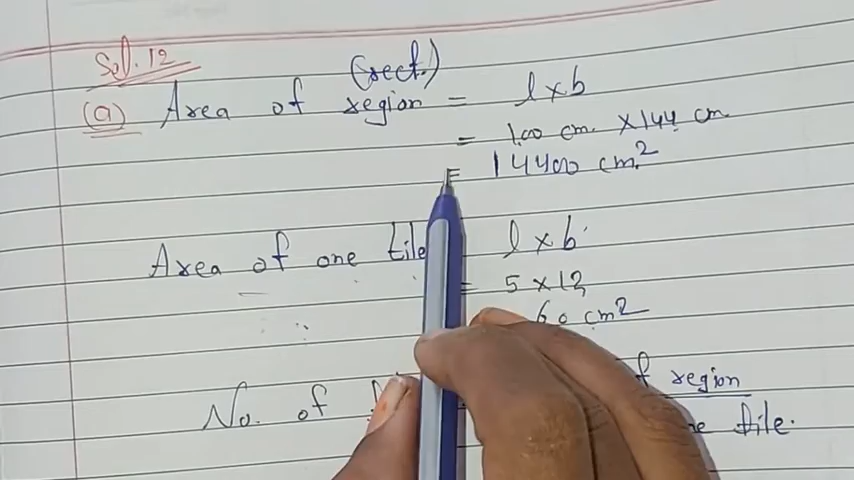 Sol. 12
(rect.)
(a) Area of region = l × b
= 100 cm. × 144 cm
= 14400 cm²
Area of one tile l × b
= 5 × 12
60 cm²
No. of of region
tile.